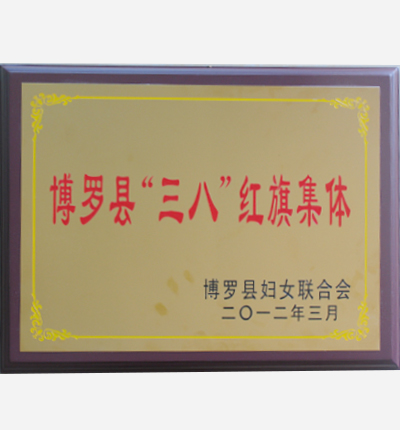 博罗县“三八”红旗集体
博罗县妇女联合会
二〇一二年三月